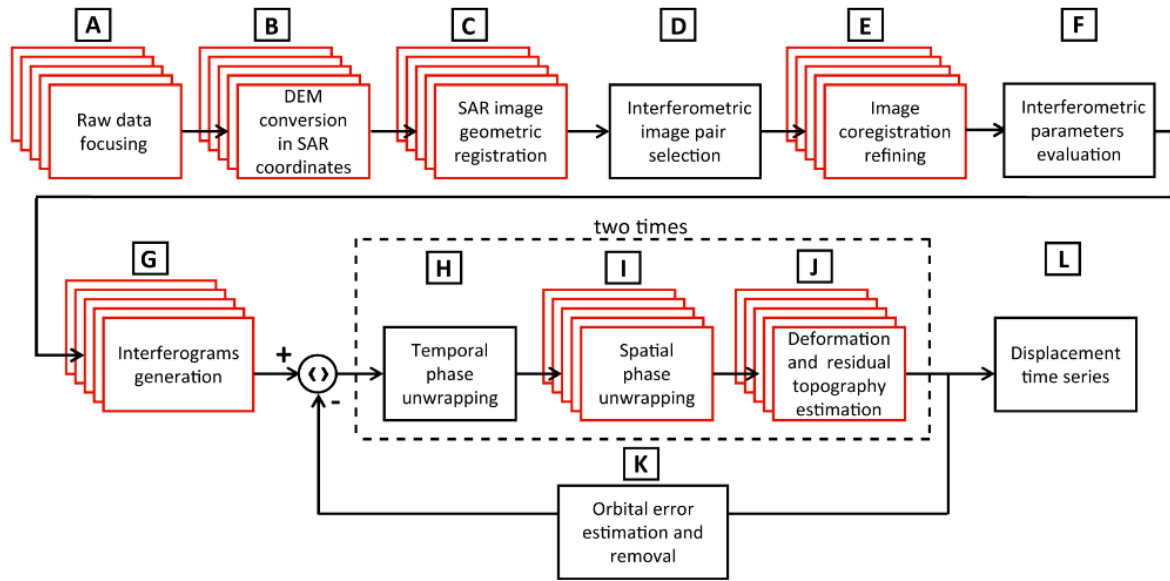 A
B
C
D
E
F
Raw data
focusing
DEM
conversion
in SAR
coordinates
SAR image
geometric
registration
Interferometric
image pair
selection
Image
coregistration
refining
Interferometric
parameters
evaluation
two times
G
H
I
J
L
Interferograms
generation
+
‹›
-
Temporal
phase
unwrapping
Spatial
phase
unwrapping
Deformation
and residual
topography
estimation
Displacement
time series
K
Orbital error
estimation and
removal